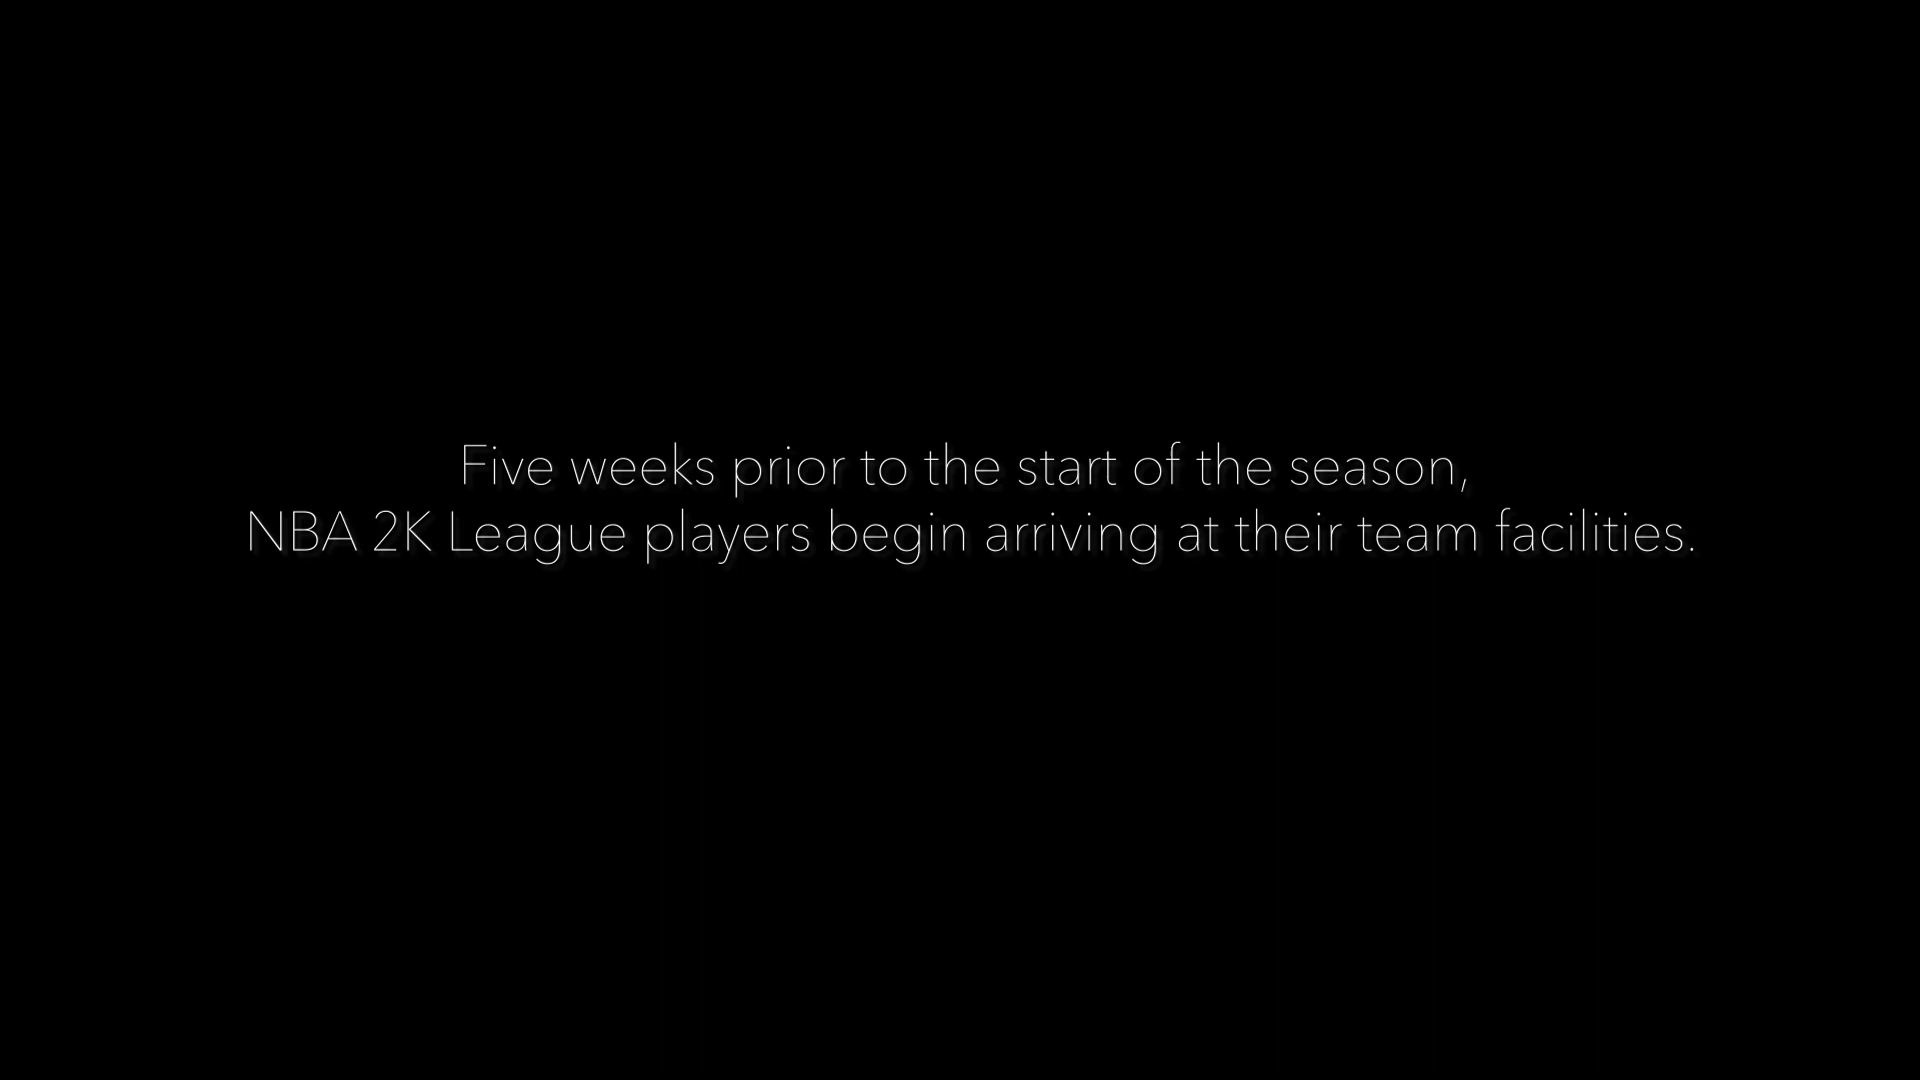 Five weeks prior to the start of the season,
NBA 2K League players begin arriving at their team facilities.